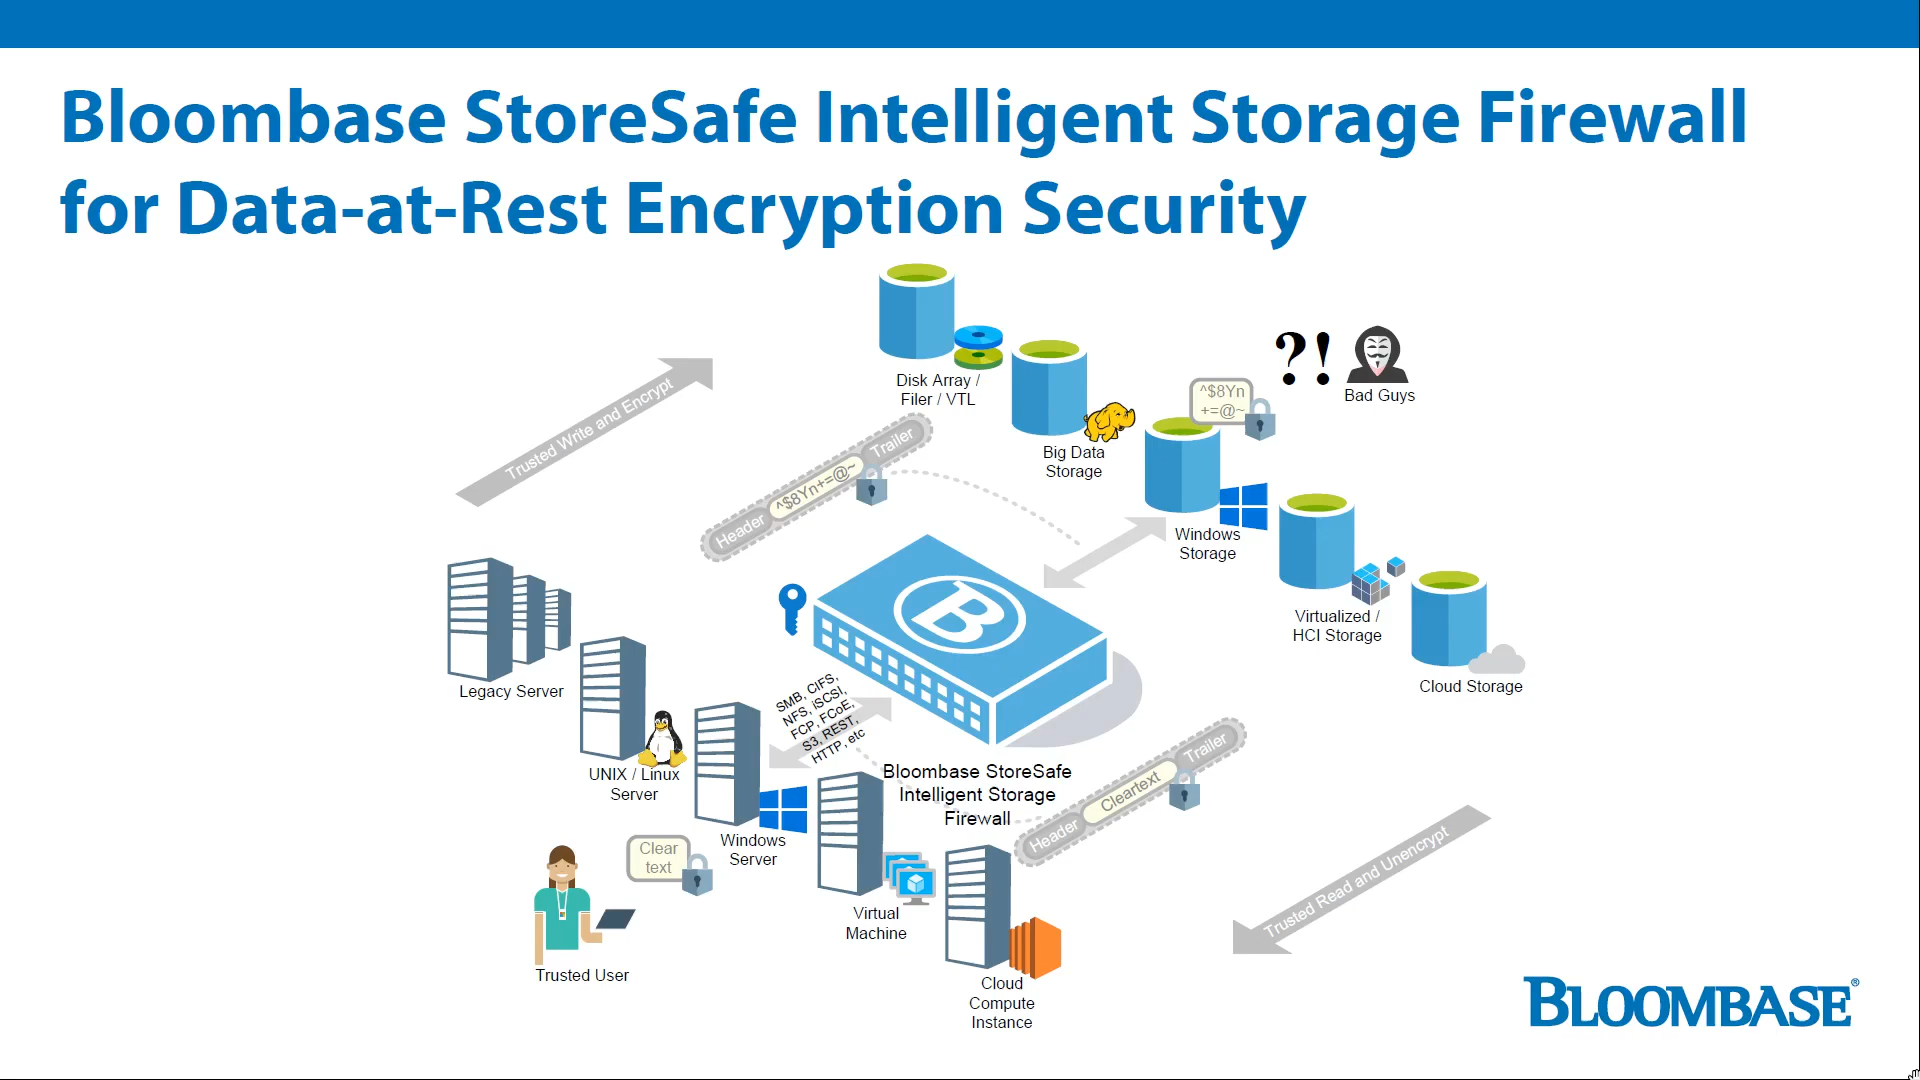 Bloombase StoreSafe Intelligent Storage Firewall
for Data-at-Rest Encryption Security
Disk Array /
Filer / VTL
Big Data
Storage
^$8Yn
+=@~
?!
Bad Guys
Windows
Storage
Virtualized /
HCI Storage
Cloud Storage
Trusted Write and Encrypt
Header ^$8Yn+=@~ Trailer
B
Legacy Server
UNIX / Linux
Server
Windows
Server
SMB, CIFS,
NFS, iSCSI,
FCP, FCoE,
S3, REST,
HTTP, etc
Bloombase StoreSafe
Intelligent Storage
Firewall
Header Cleartext Trailer
Trusted Read and Unencrypt
Clear
text
Trusted User
Virtual
Machine
Cloud
Compute
Instance
BLOOMBASE®